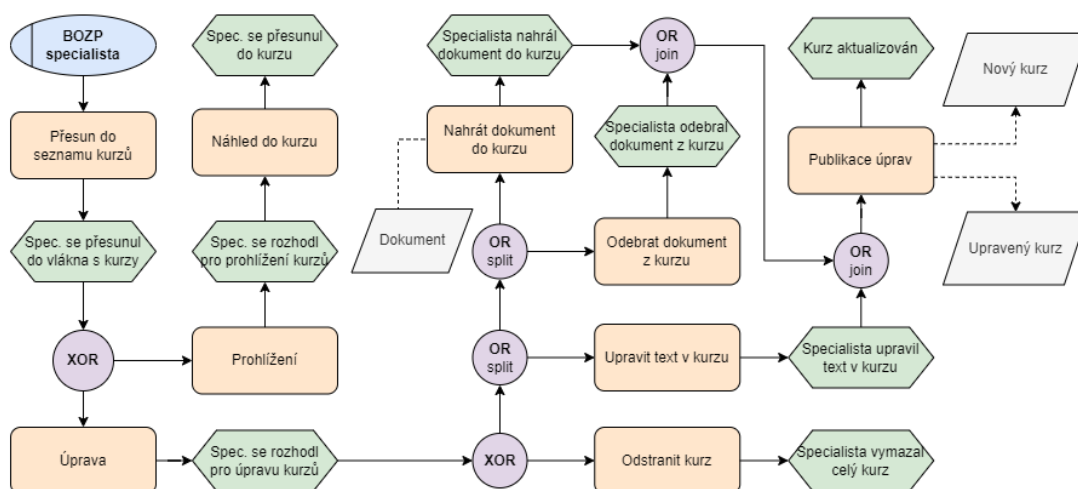 BOZP
specialista
Spec. se přesunul
do kurzu
Specialista nahrál
dokument do kurzu
OR
join
Kurz aktualizován
Nový kurz
Přesun do
seznamu kurzů
Náhled do kurzu
Nahrát dokument
do kurzu
Specialista odebral
dokument z kurzu
Publikace úprav
Spec. se přesunul
do vlákna s kurzy
Spec. se rozhodl
pro prohlížení kurzů
Dokument
OR
split
Odebrat dokument
z kurzu
OR
join
Upravený kurz
XOR
Prohlížení
OR
split
Upravit text v kurzu
Specialista upravil
text v kurzu
Úprava
Spec. se rozhodl
pro úpravu kurzů
XOR
Odstranit kurz
Specialista vymazal
celý kurz